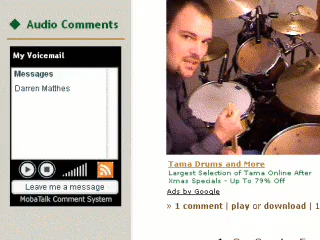 Audio Comments
My Voicemail
Messages
Darren Matthes
Leave me a message
MobaTalk Comment System
Tama Drums and More
Largest Selection of Tama Online After
Xmas Specials - Up To 79% Off
Ads by Google
» 1 comment | play or download | 1